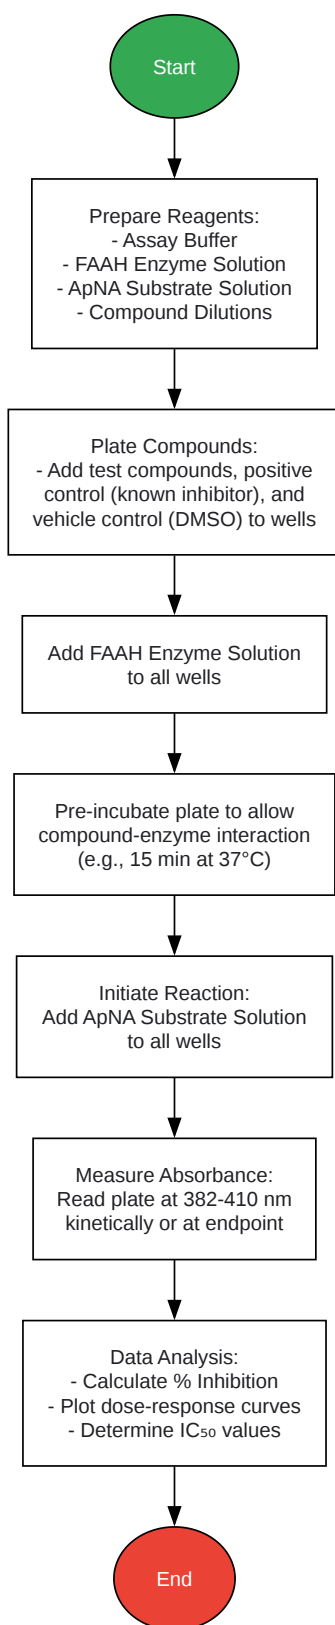 Start
Prepare Reagents:
- Assay Buffer
- FAAH Enzyme Solution
- ApNA Substrate Solution
- Compound Dilutions
Plate Compounds:
- Add test compounds, positive
control (known inhibitor), and
vehicle control (DMSO) to wells
Add FAAH Enzyme Solution
to all wells
Pre-incubate plate to allow
compound-enzyme interaction
(e.g., 15 min at 37°C)
Initiate Reaction:
Add ApNA Substrate Solution
to all wells
Measure Absorbance:
Read plate at 382-410 nm
kinetically or at endpoint
Data Analysis:
- Calculate % Inhibition
- Plot dose-response curves
- Determine IC₅₀ values
End